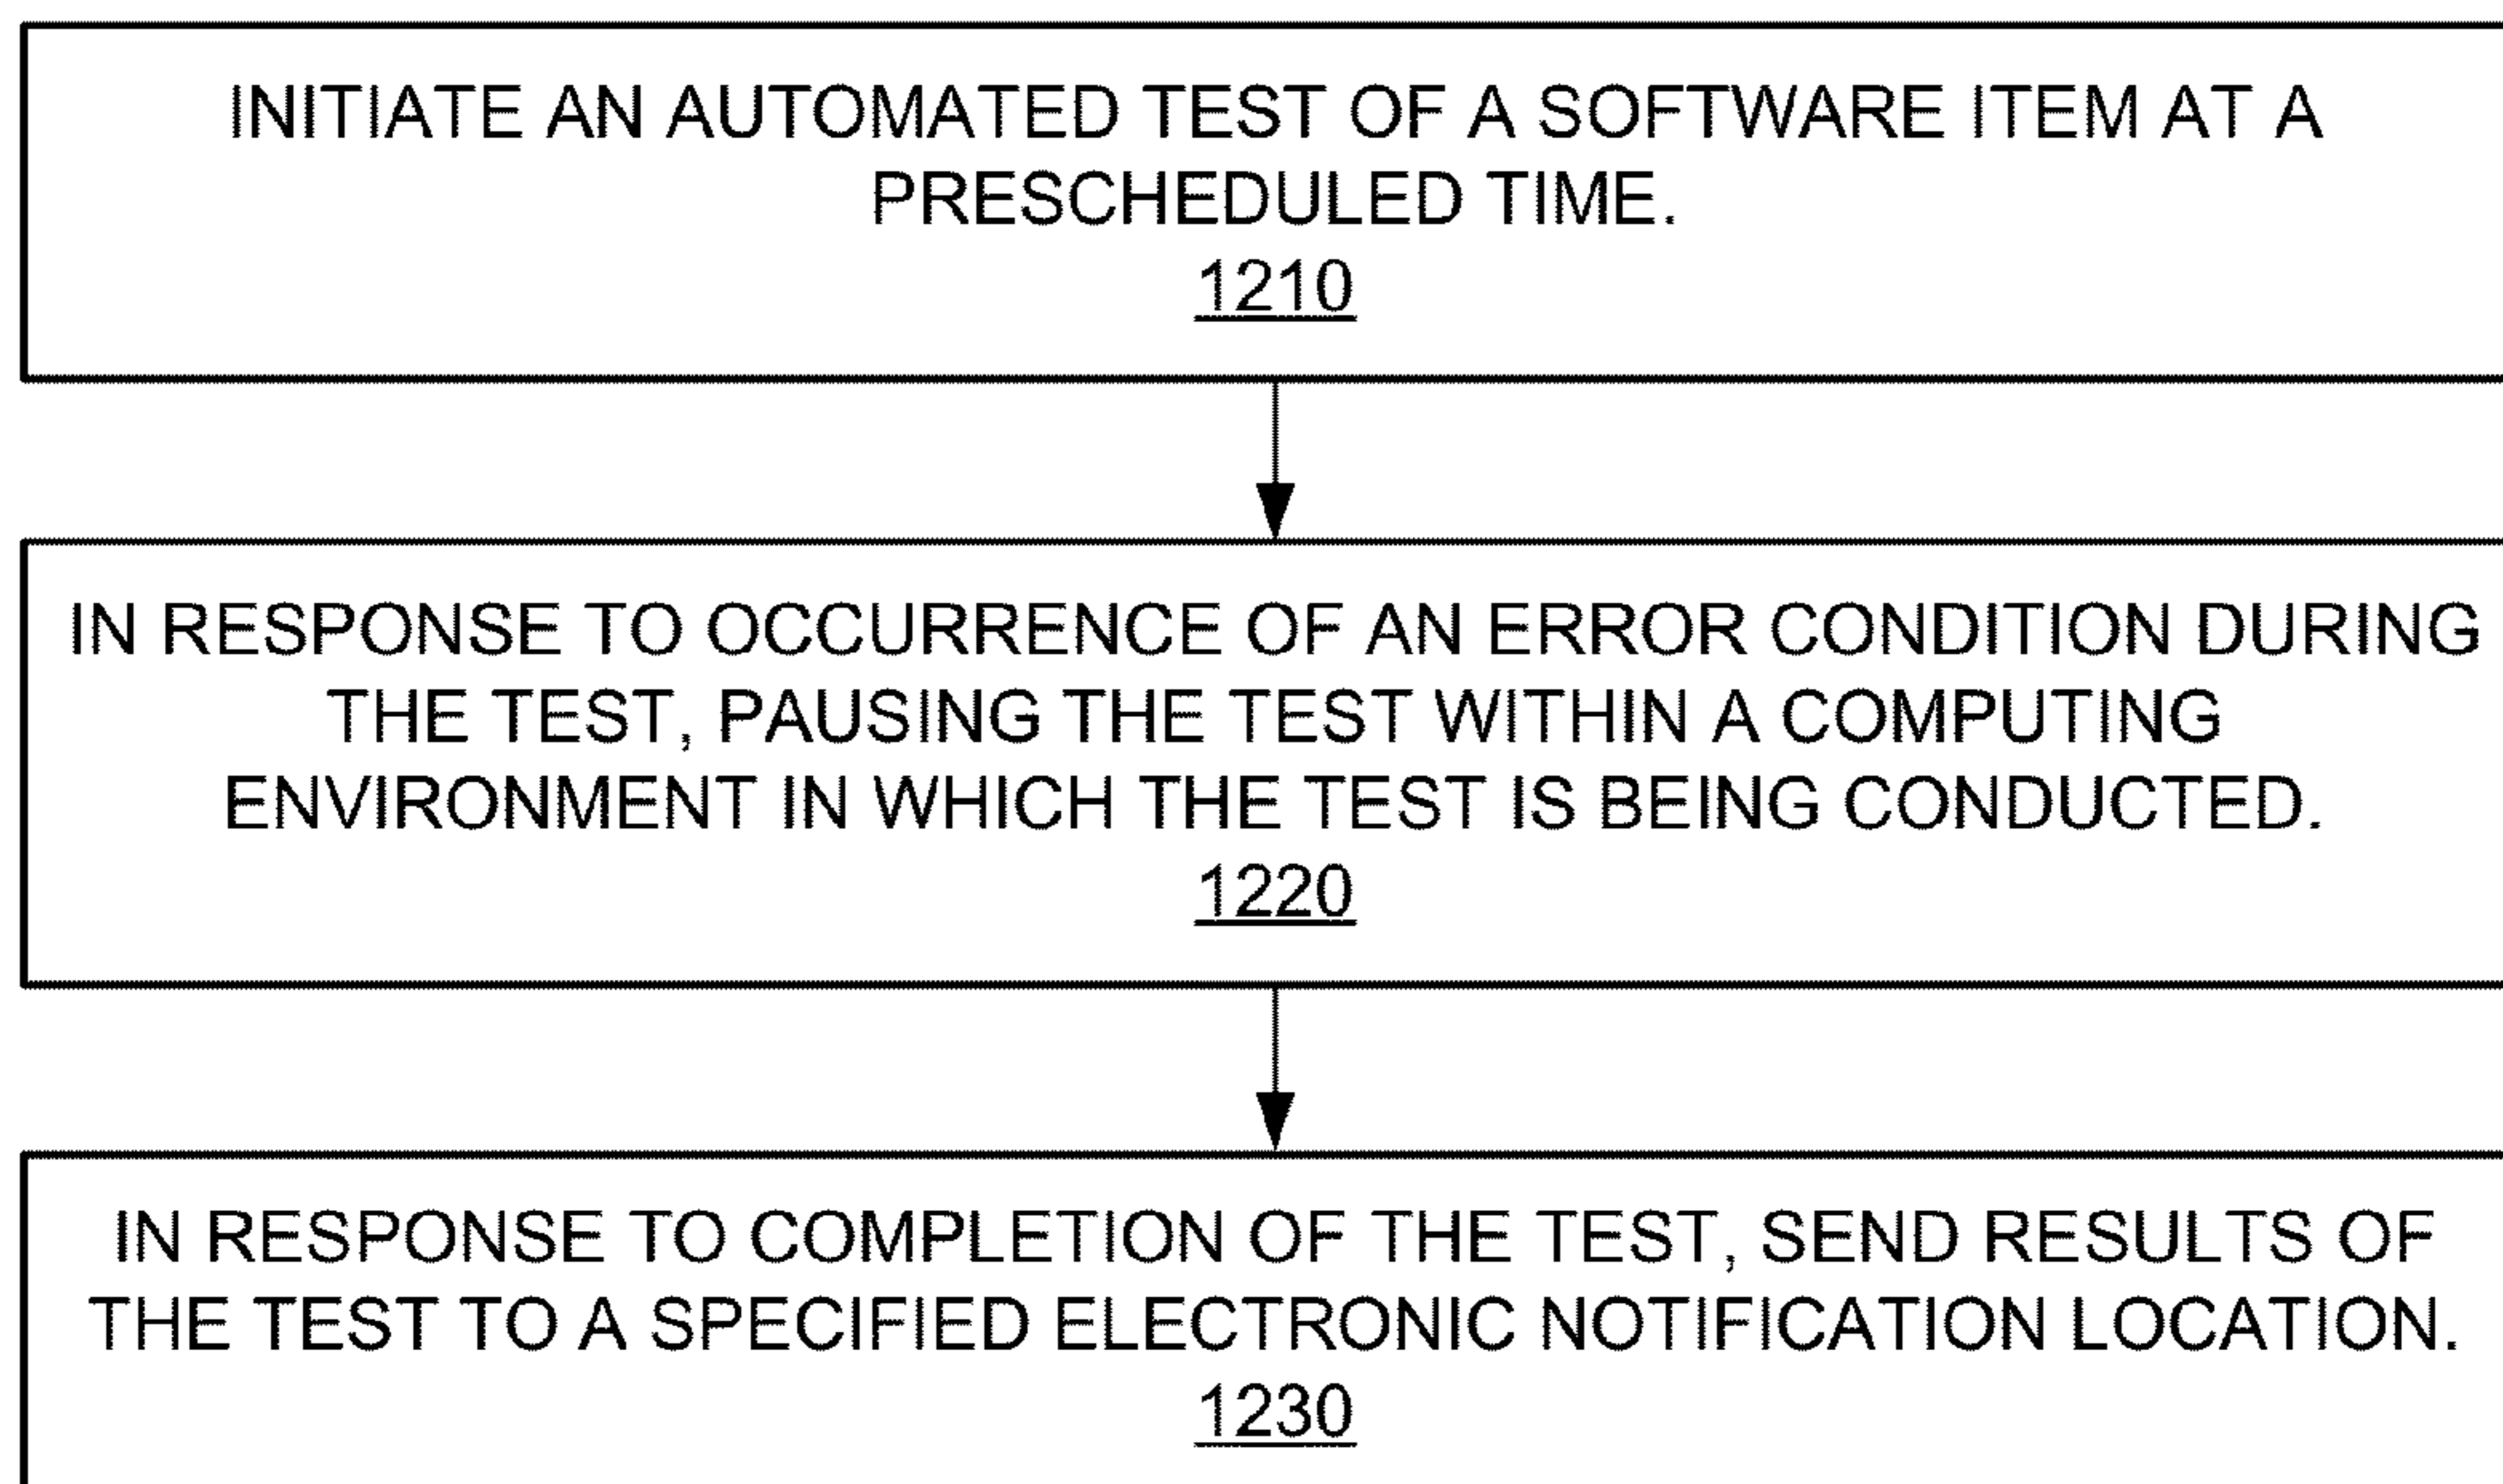 INITIATE AN AUTOMATED TEST OF A SOFTWARE ITEM AT A
PRESCHEDULED TIME.
1210
IN RESPONSE TO OCCURRENCE OF AN ERROR CONDITION DURING
THE TEST, PAUSING THE TEST WITHIN A COMPUTING
ENVIRONMENT IN WHICH THE TEST IS BEING CONDUCTED.
1220
IN RESPONSE TO COMPLETION OF THE TEST, SEND RESULTS OF
THE TEST TO A SPECIFIED ELECTRONIC NOTIFICATION LOCATION.
1230